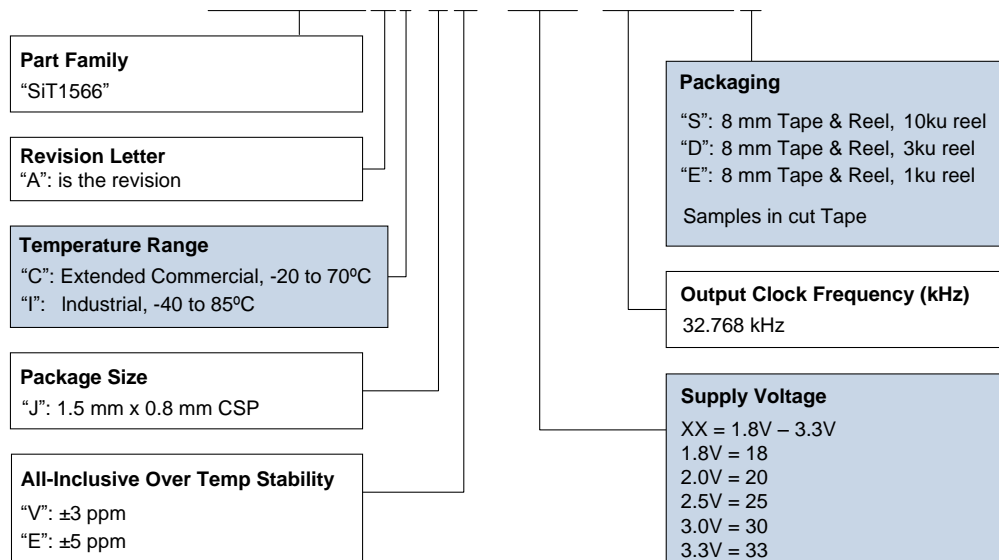 Part Family
“SiT1566”
Revision Letter
“A”: is the revision
Temperature Range
“C”: Extended Commercial, -20 to 70ºC
“I”: Industrial, -40 to 85ºC
Package Size
“J”: 1.5 mm x 0.8 mm CSP
All-Inclusive Over Temp Stability
“V”: ±3 ppm
“E”: ±5 ppm
Packaging
“S”: 8 mm Tape & Reel, 10ku reel
“D”: 8 mm Tape & Reel, 3ku reel
“E”: 8 mm Tape & Reel, 1ku reel
Samples in cut Tape
Output Clock Frequency (kHz)
32.768 kHz
Supply Voltage
XX = 1.8V – 3.3V
1.8V = 18
2.0V = 20
2.5V = 25
3.0V = 30
3.3V = 33